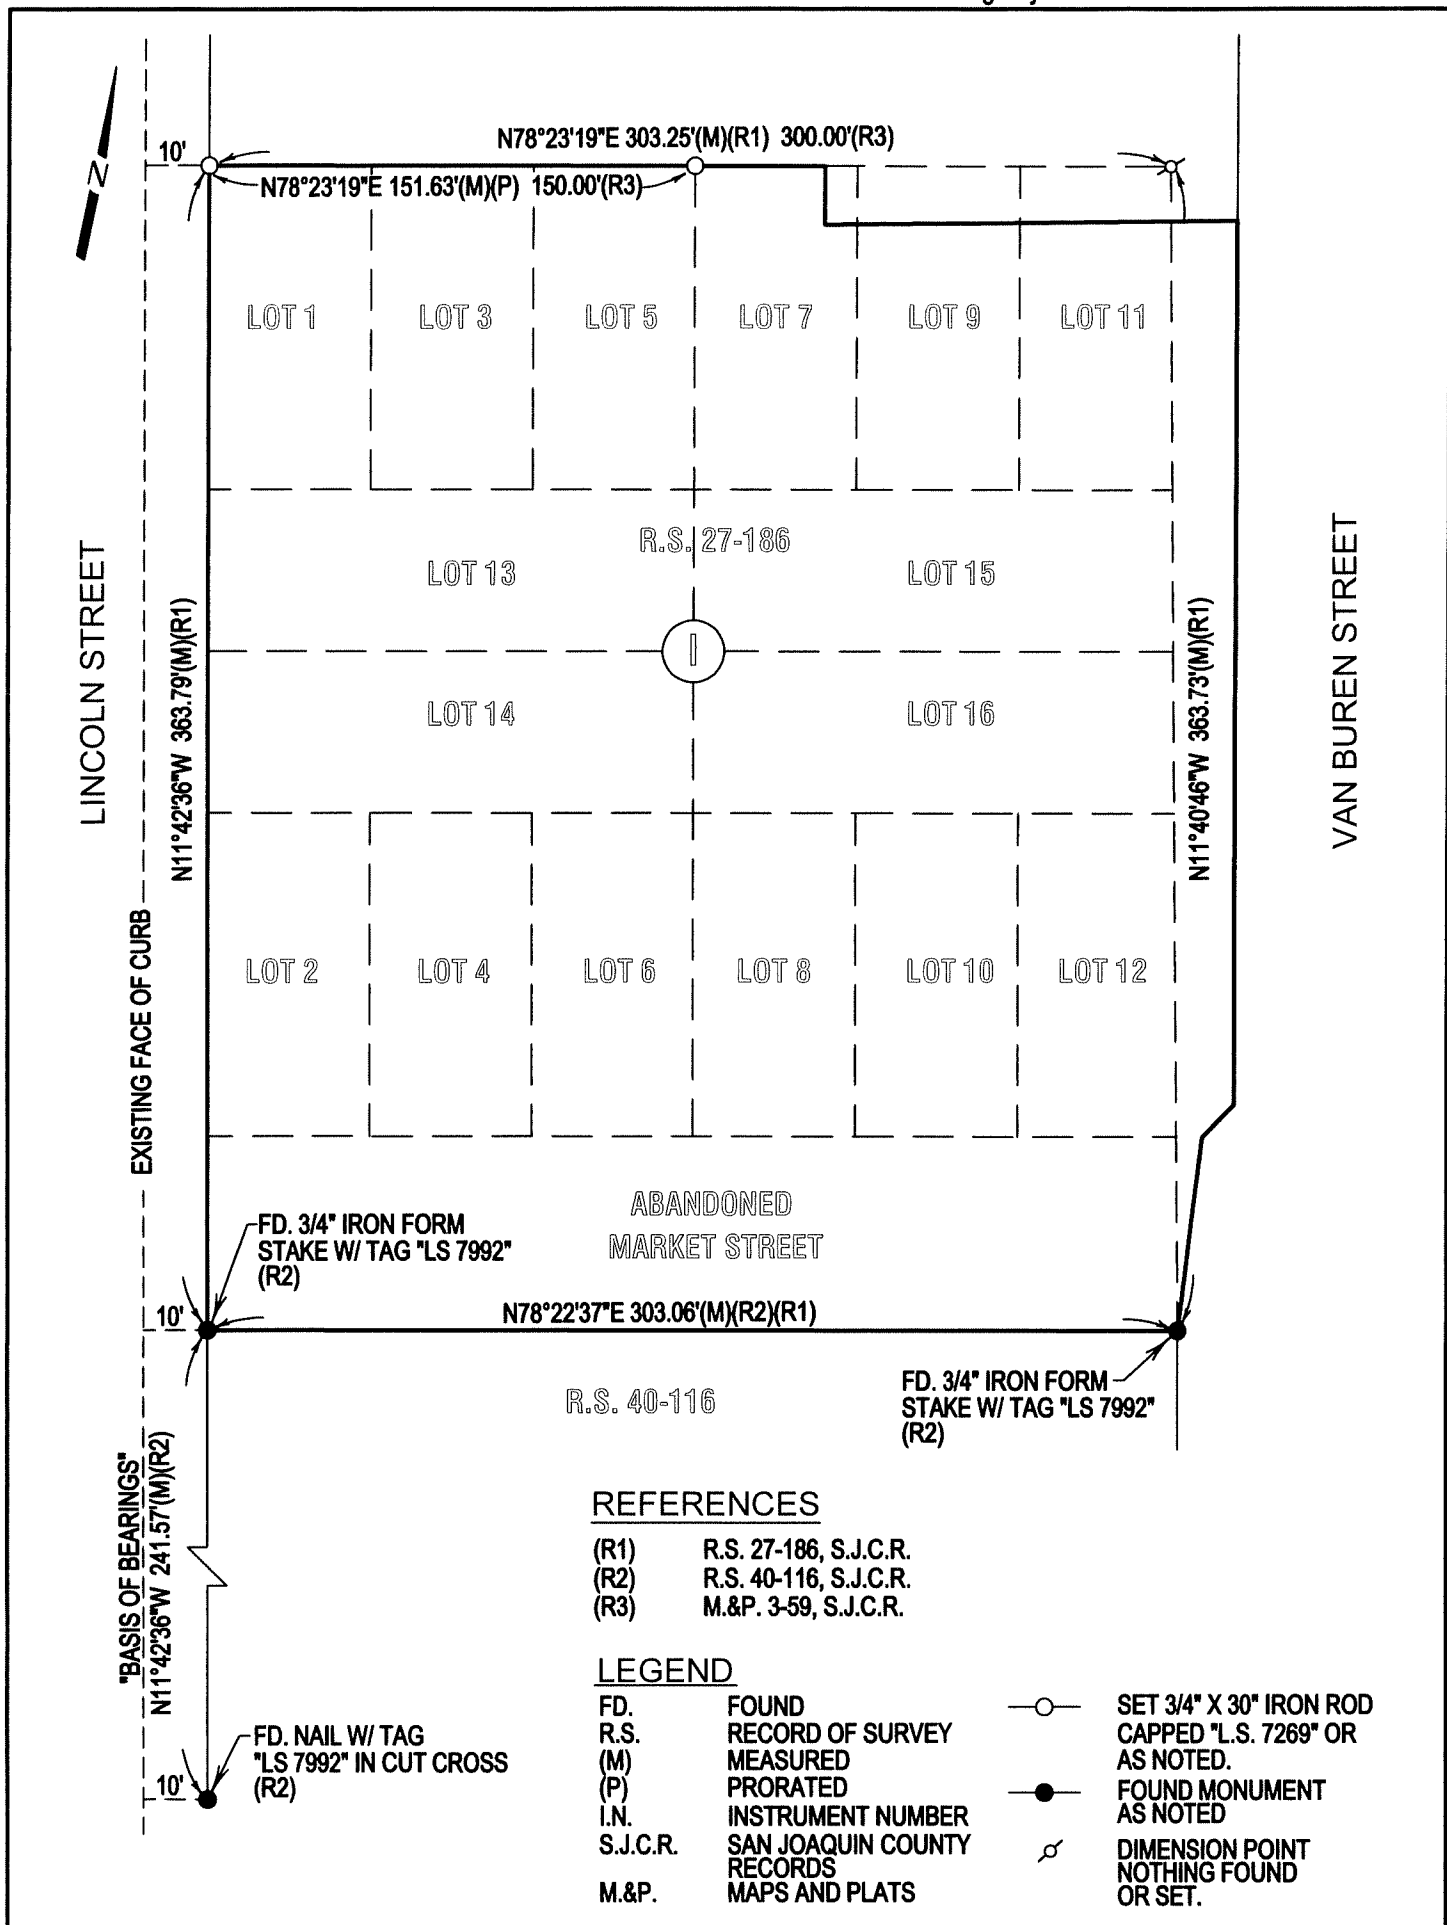 N78°23'19"E 303.25'(M)(R1) 300.00'(R3)
10'
N78°23'19"E 151.63'(M)(P) 150.00'(R3)
N
LOT 1
LOT 3
LOT 5
LOT 7
LOT 9
LOT 11
R.S. 27-186
LOT 13
LOT 15
LINCOLN STREET
N11°42'36"W 363.79'(M)(R1)
I
N11°40'46"W 363.73'(M)(R1)
VAN BUREN STREET
LOT 14
LOT 16
EXISTING FACE OF CURB
LOT 2
LOT 4
LOT 6
LOT 8
LOT 10
LOT 12
ABANDONED
MARKET STREET
FD. 3/4" IRON FORM
STAKE W/ TAG "LS 7992"
(R2)
10'
N78°22'37"E 303.06'(M)(R2)(R1)
FD. 3/4" IRON FORM
STAKE W/ TAG "LS 7992"
(R2)
R.S. 40-116
"BASIS OF BEARINGS"
N11°42'36"W 241.57'(M)(R2)
FD. NAIL W/ TAG
"LS 7992" IN CUT CROSS
(R2)
10'
REFERENCES
(R1) R.S. 27-186, S.J.C.R.
(R2) R.S. 40-116, S.J.C.R.
(R3) M.&P. 3-59, S.J.C.R.
LEGEND
FD. FOUND
R.S. RECORD OF SURVEY
(M) MEASURED
(P) PRORATED
I.N. INSTRUMENT NUMBER
S.J.C.R. SAN JOAQUIN COUNTY
RECORDS
M.&P. MAPS AND PLATS
SET 3/4" X 30" IRON ROD
CAPPED "L.S. 7269" OR
AS NOTED.
FOUND MONUMENT
AS NOTED
DIMENSION POINT
NOTHING FOUND
OR SET.